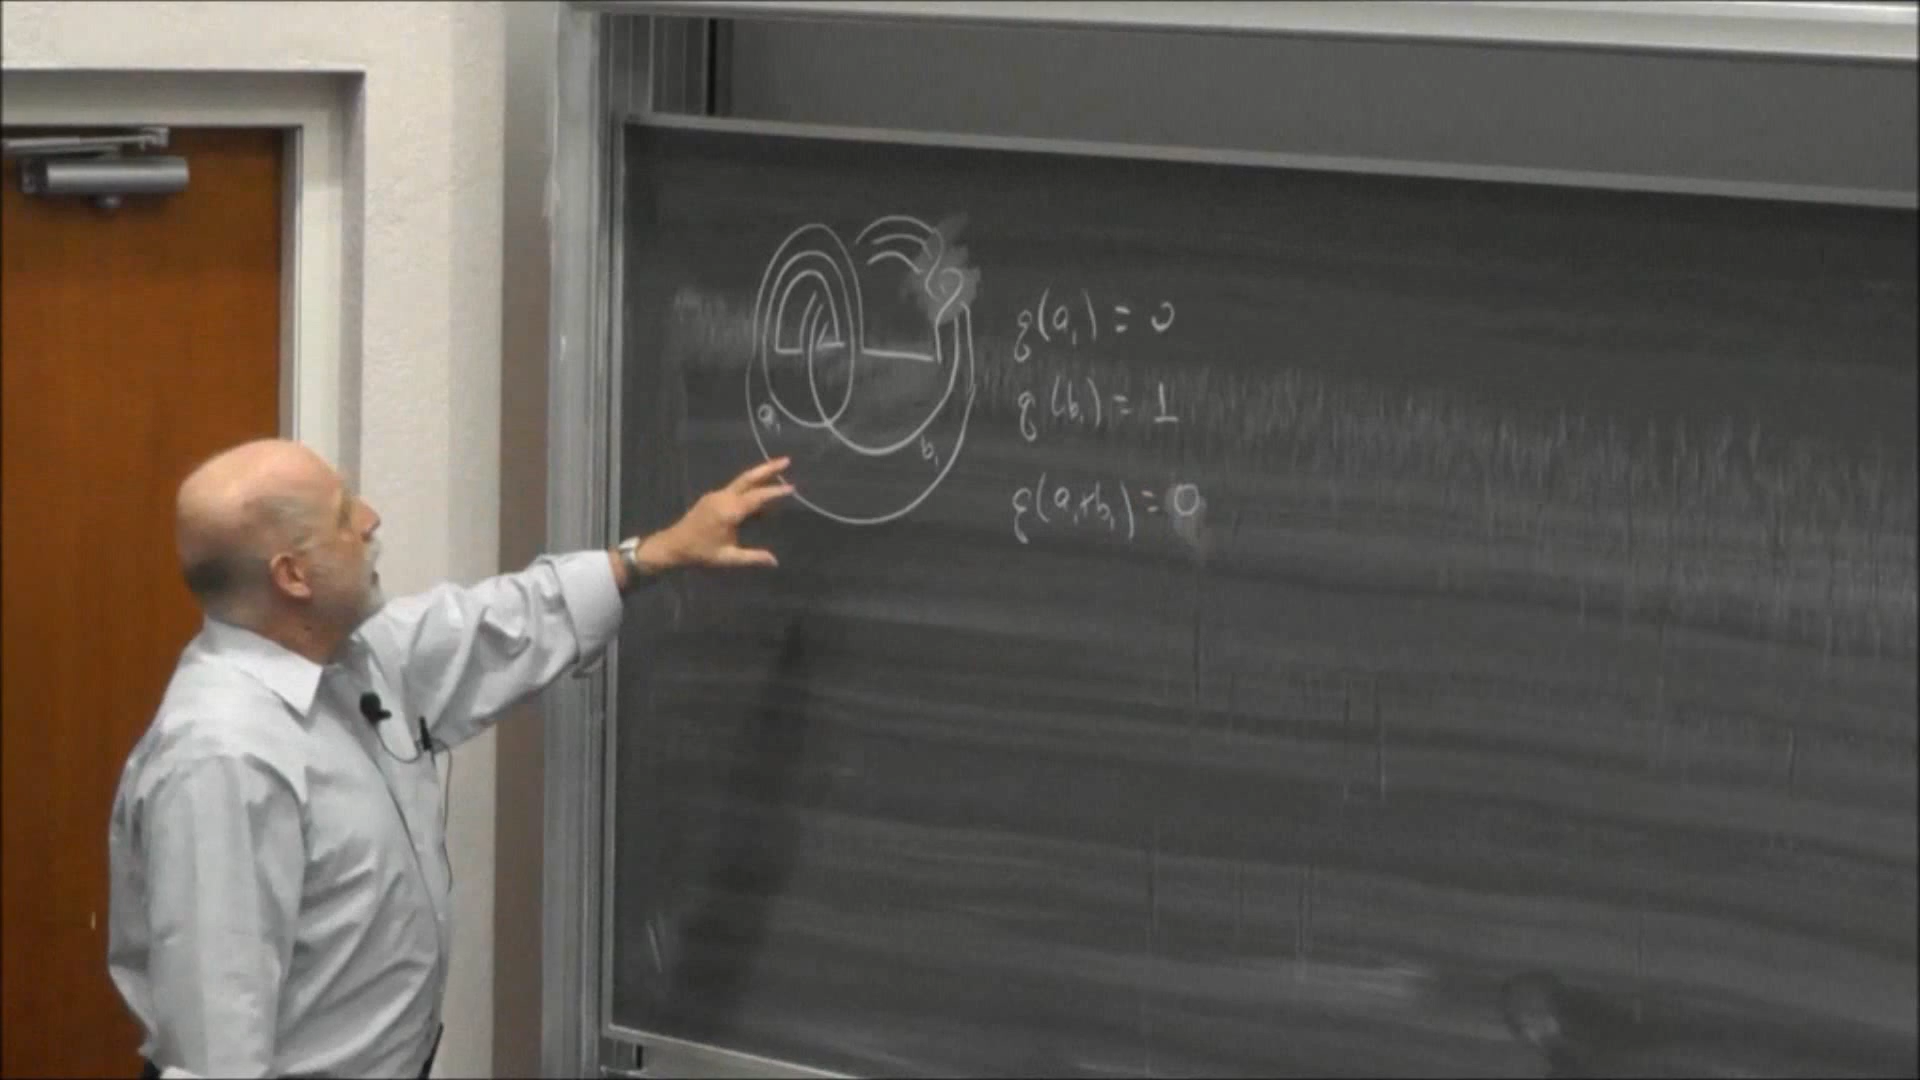 a₁
b₁
q(a₁) = 0
q(b₁) = 1
q(a₁+b₁) = 0